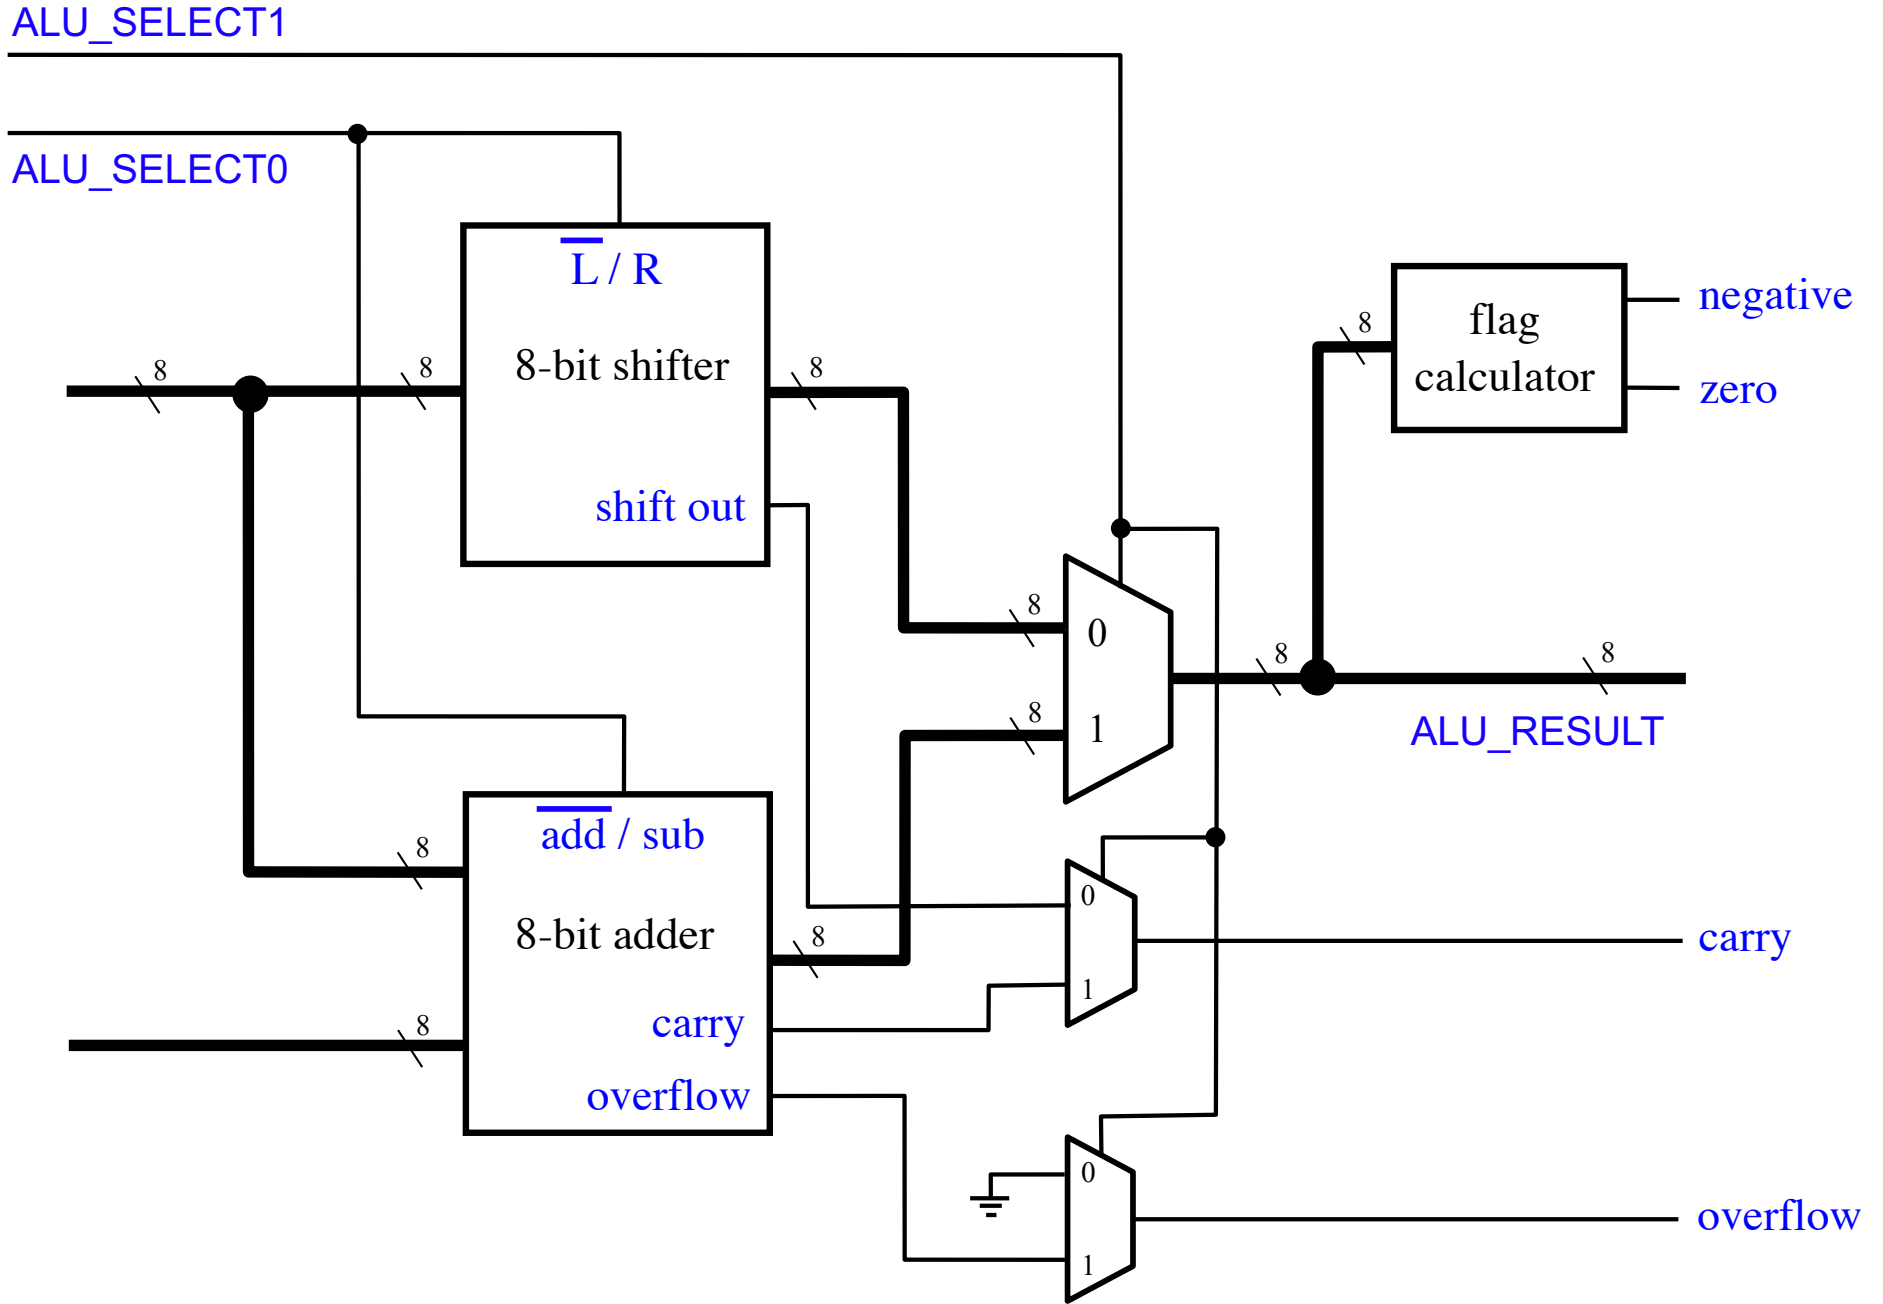 ALU_SELECT1
ALU_SELECT0
L / R
8-bit shifter
shift out
8
8
8
8
8
8
8
8
8
8
8
8
0
1
flag
calculator
negative
zero
ALU_RESULT
add / sub
8-bit adder
carry
overflow
0
1
carry
0
1
overflow